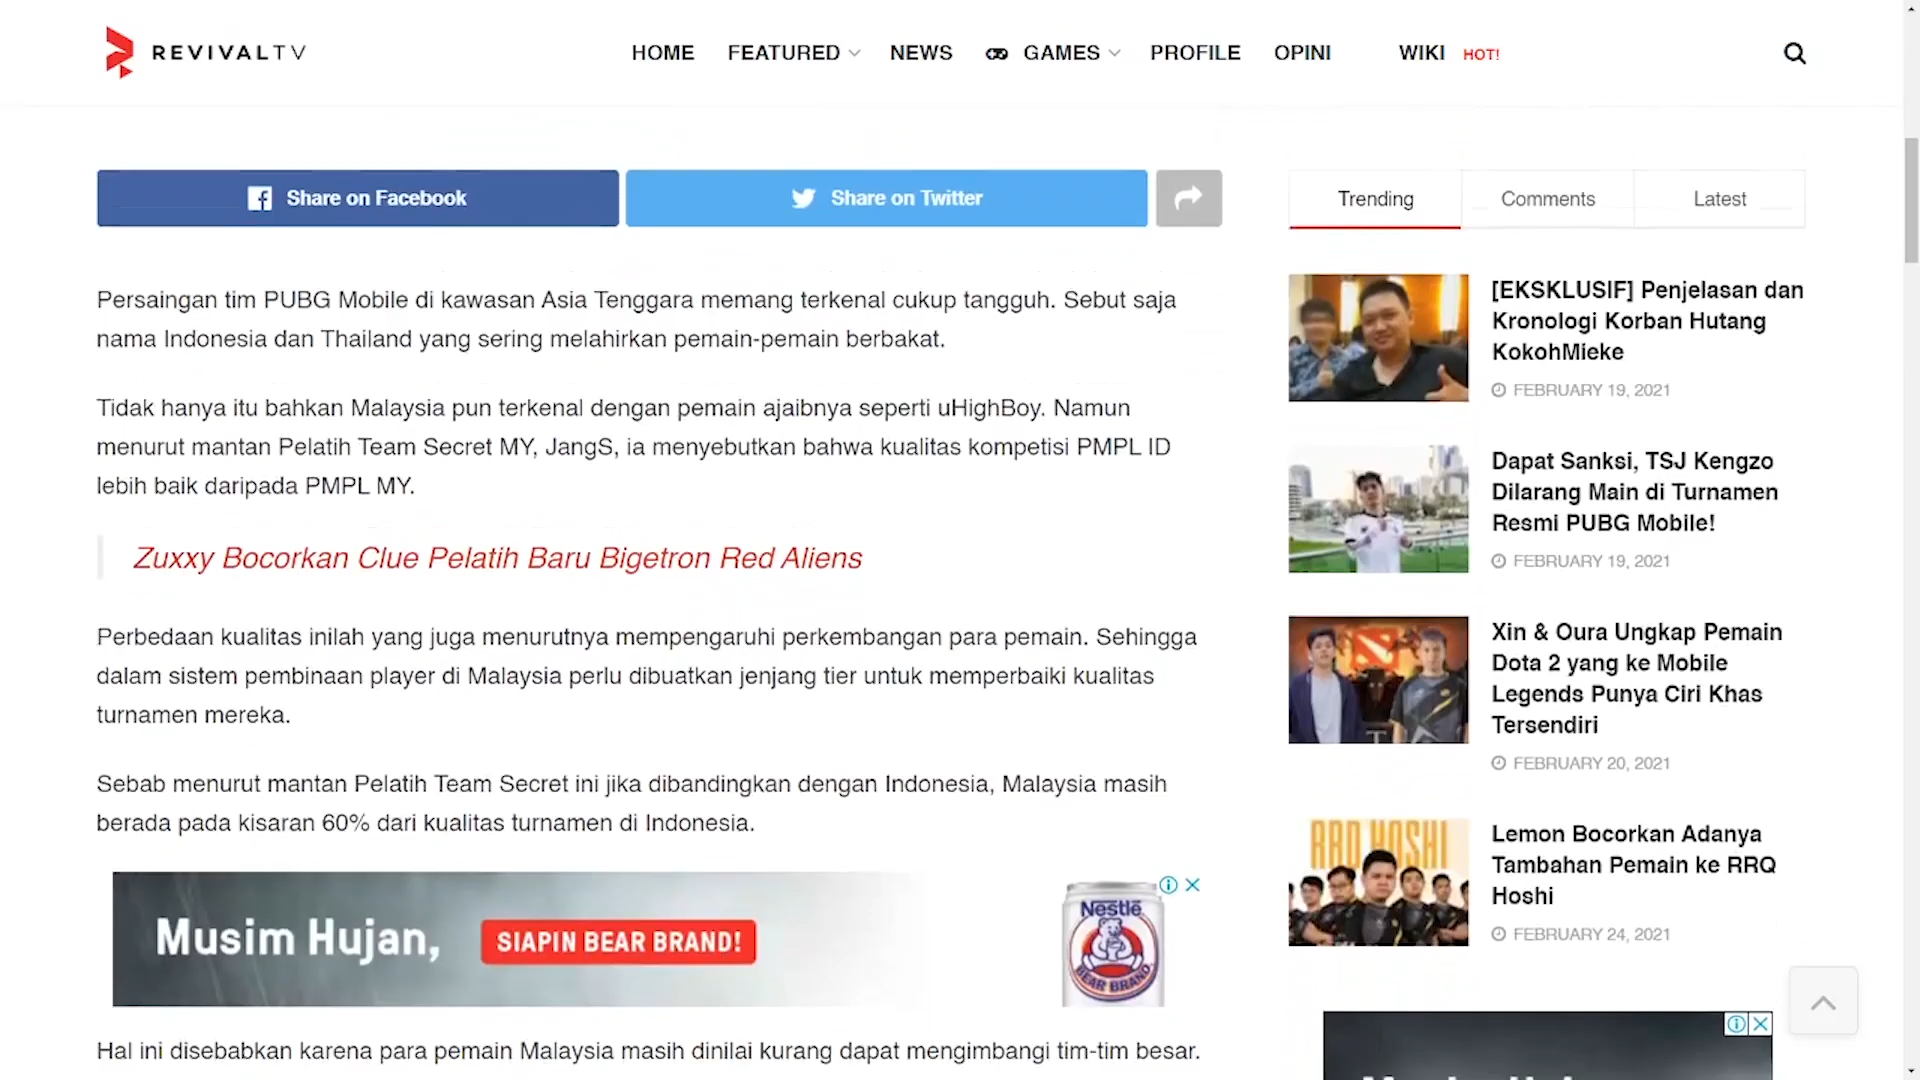 REVIVALTV
HOME FEATURED NEWS GAMES PROFILE OPINI WIKI HOT!
Share on Facebook
Share on Twitter
Persaingan tim PUBG Mobile di kawasan Asia Tenggara memang terkenal cukup tangguh. Sebut saja
nama Indonesia dan Thailand yang sering melahirkan pemain-pemain berbakat.
Tidak hanya itu bahkan Malaysia pun terkenal dengan pemain ajaibnya seperti uHighBoy. Namun
menurut mantan Pelatih Team Secret MY, JangS, ia menyebutkan bahwa kualitas kompetisi PMPL ID
lebih baik daripada PMPL MY.
Zuxxy Bocorkan Clue Pelatih Baru Bigetron Red Aliens
Perbedaan kualitas inilah yang juga menurutnya mempengaruhi perkembangan para pemain. Sehingga
dalam sistem pembinaan player di Malaysia perlu dibuatkan jenjang tier untuk memperbaiki kualitas
turnamen mereka.
Sebab menurut mantan Pelatih Team Secret ini jika dibandingkan dengan Indonesia, Malaysia masih
berada pada kisaran 60% dari kualitas turnamen di Indonesia.
Musim Hujan,
SIAPIN BEAR BRAND!
Nestlé
BEAR BRAND
Hal ini disebabkan karena para pemain Malaysia masih dinilai kurang dapat mengimbangi tim-tim besar.
Trending Comments Latest
[EKSKLUSIF] Penjelasan dan
Kronologi Korban Hutang
KokohMieke
FEBRUARY 19, 2021
Dapat Sanksi, TSJ Kengzo
Dilarang Main di Turnamen
Resmi PUBG Mobile!
FEBRUARY 19, 2021
Xin & Oura Ungkap Pemain
Dota 2 yang ke Mobile
Legends Punya Ciri Khas
Tersendiri
FEBRUARY 20, 2021
RRQ HOSHI
Lemon Bocorkan Adanya
Tambahan Pemain ke RRQ
Hoshi
FEBRUARY 24, 2021